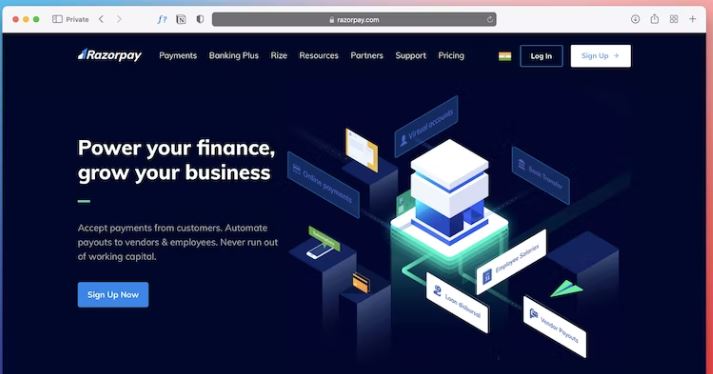 Private
razorpay.com
Razorpay
Payments
Banking Plus
Rize
Resources
Partners
Support
Pricing
Log In
Sign Up →
Power your finance,
grow your business
Accept payments from customers. Automate
payouts to vendors & employees. Never run out
of working capital.
Sign Up Now
Virtual accounts
Online payments
Bank Transfer
Employee Salaries
Loan disbursal
Vendor Payouts